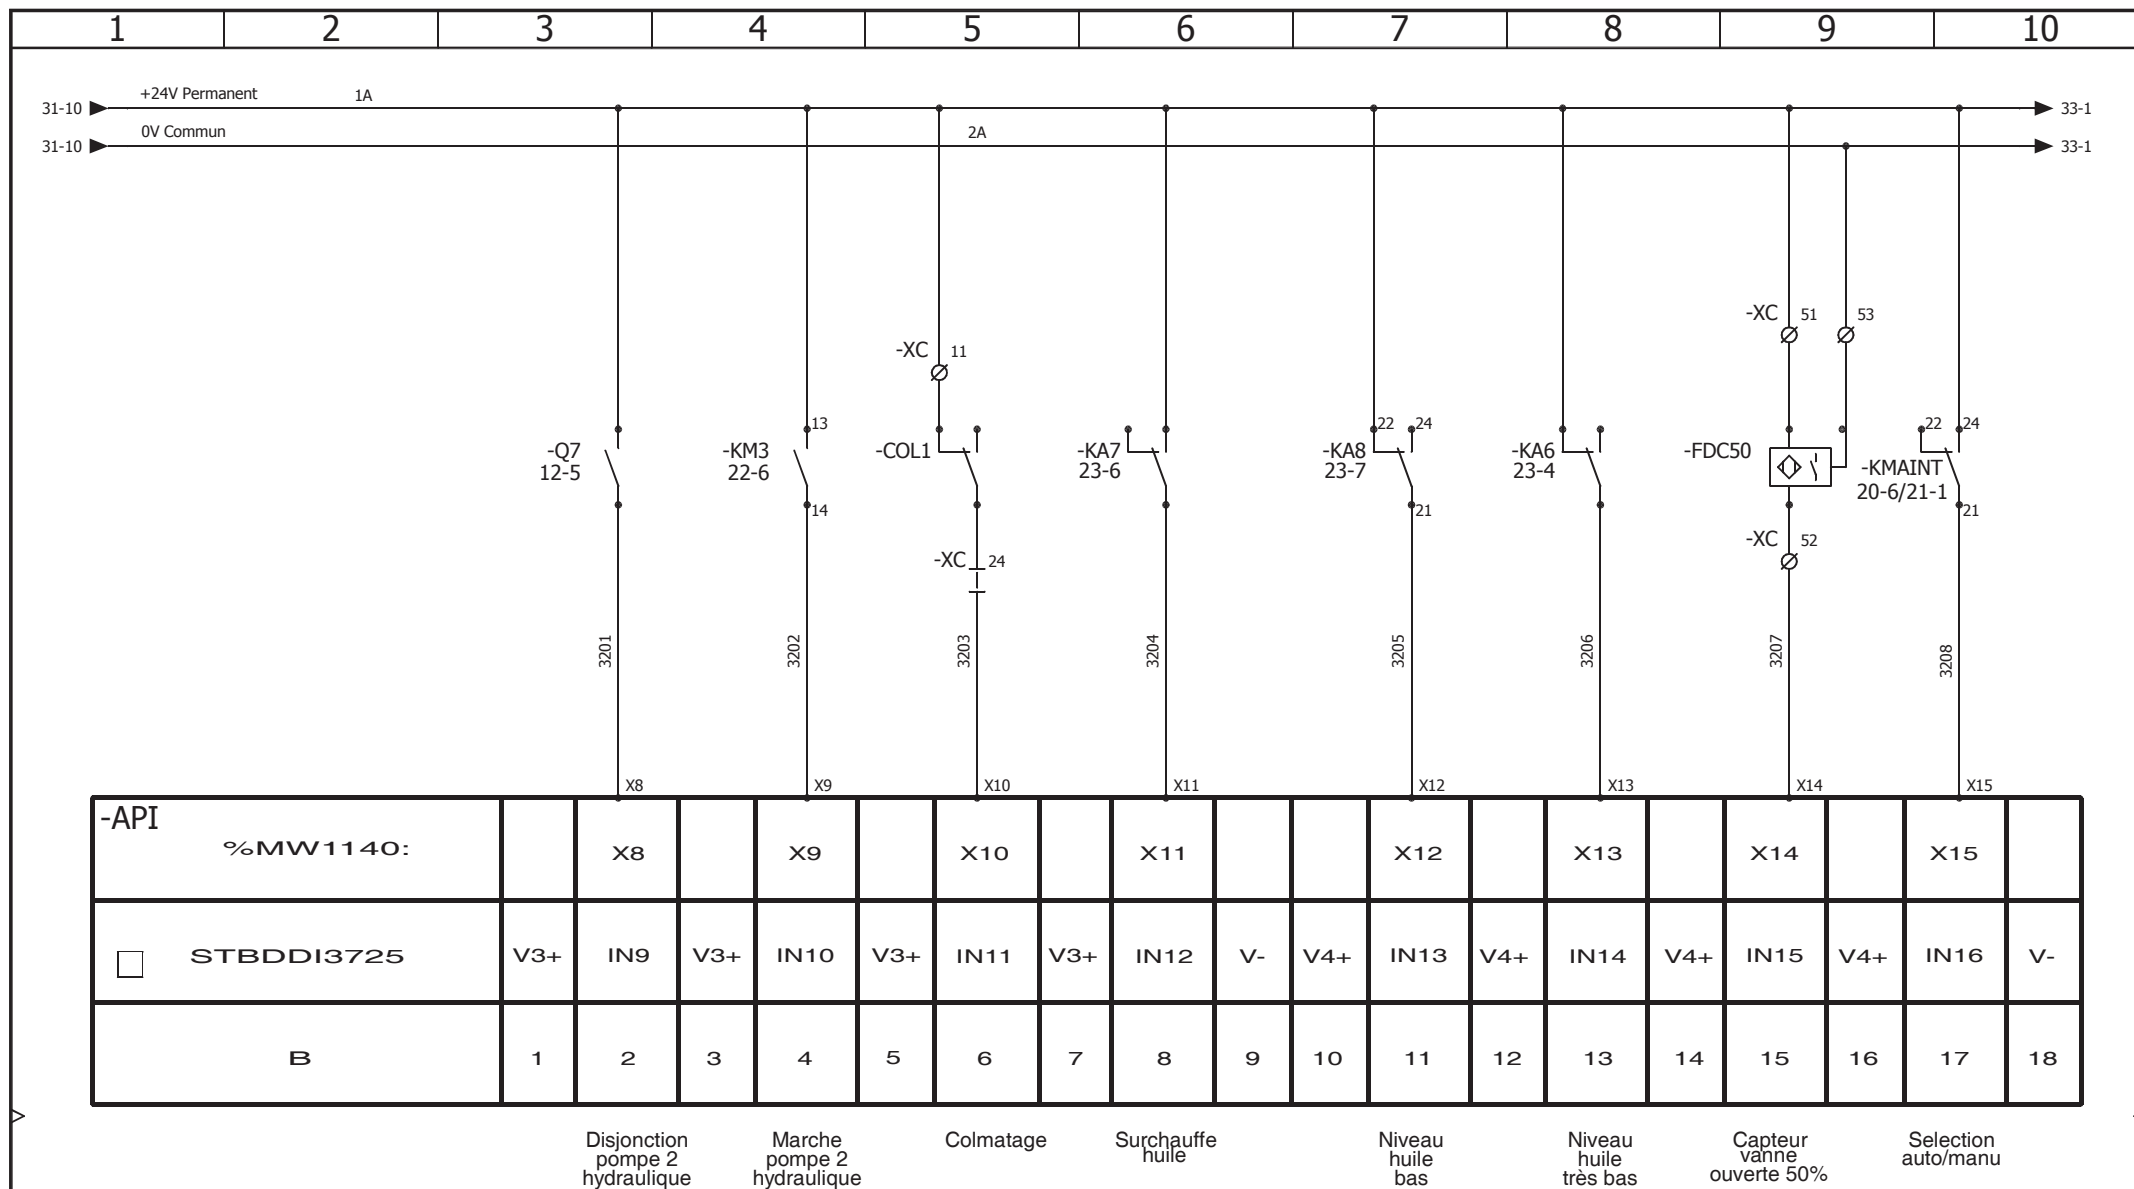 1 2 3 4 5 6 7 8 9 10
31-10 +24V Permanent 1A 33-1
31-10 0V Commun 2A 33-1
-XC 51 53
-XC 11
-Q7
12-5
-KM3
22-6
13
14
-COL1
-KA7
23-6
-KA8
23-7
22 24
21
-KA6
23-4
-FDC50
-KMAINT
20-6/21-1
22 24
21
-XC 24
-XC 52
3201 3202 3203 3204 3205 3206 3207 3208
X8 X9 X10 X11 X12 X13 X14 X15
-API
%MW1140: X8 X9 X10 X11 X12 X13 X14 X15
STBDDI3725 V3+ IN9 V3+ IN10 V3+ IN11 V3+ IN12 V- V4+ IN13 V4+ IN14 V4+ IN15 V4+ IN16 V-
B 1 2 3 4 5 6 7 8 9 10 11 12 13 14 15 16 17 18
Disjonction
pompe 2
hydraulique
Marche
pompe 2
hydraulique
Colmatage
Surchauffe
huile
Niveau
huile
bas
Niveau
huile
très bas
Capteur
vanne
ouverte 50%
Selection
auto/manu